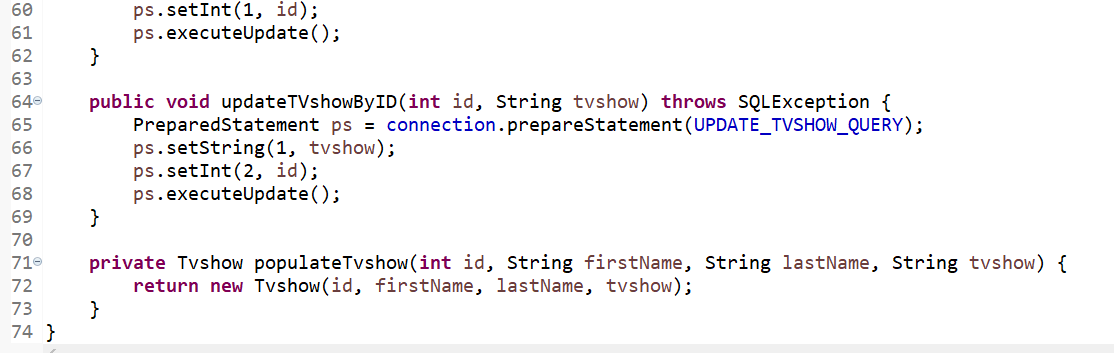 60 ps.setInt(1, id);
61 ps.executeUpdate();
62 }
63
64 public void updateTVshowByID(int id, String tvshow) throws SQLException {
65 PreparedStatement ps = connection.prepareStatement(UPDATE_TVSHOW_QUERY);
66 ps.setString(1, tvshow);
67 ps.setInt(2, id);
68 ps.executeUpdate();
69 }
70
71 private Tvshow populateTvshow(int id, String firstName, String lastName, String tvshow) {
72 return new Tvshow(id, firstName, lastName, tvshow);
73 }
74 }